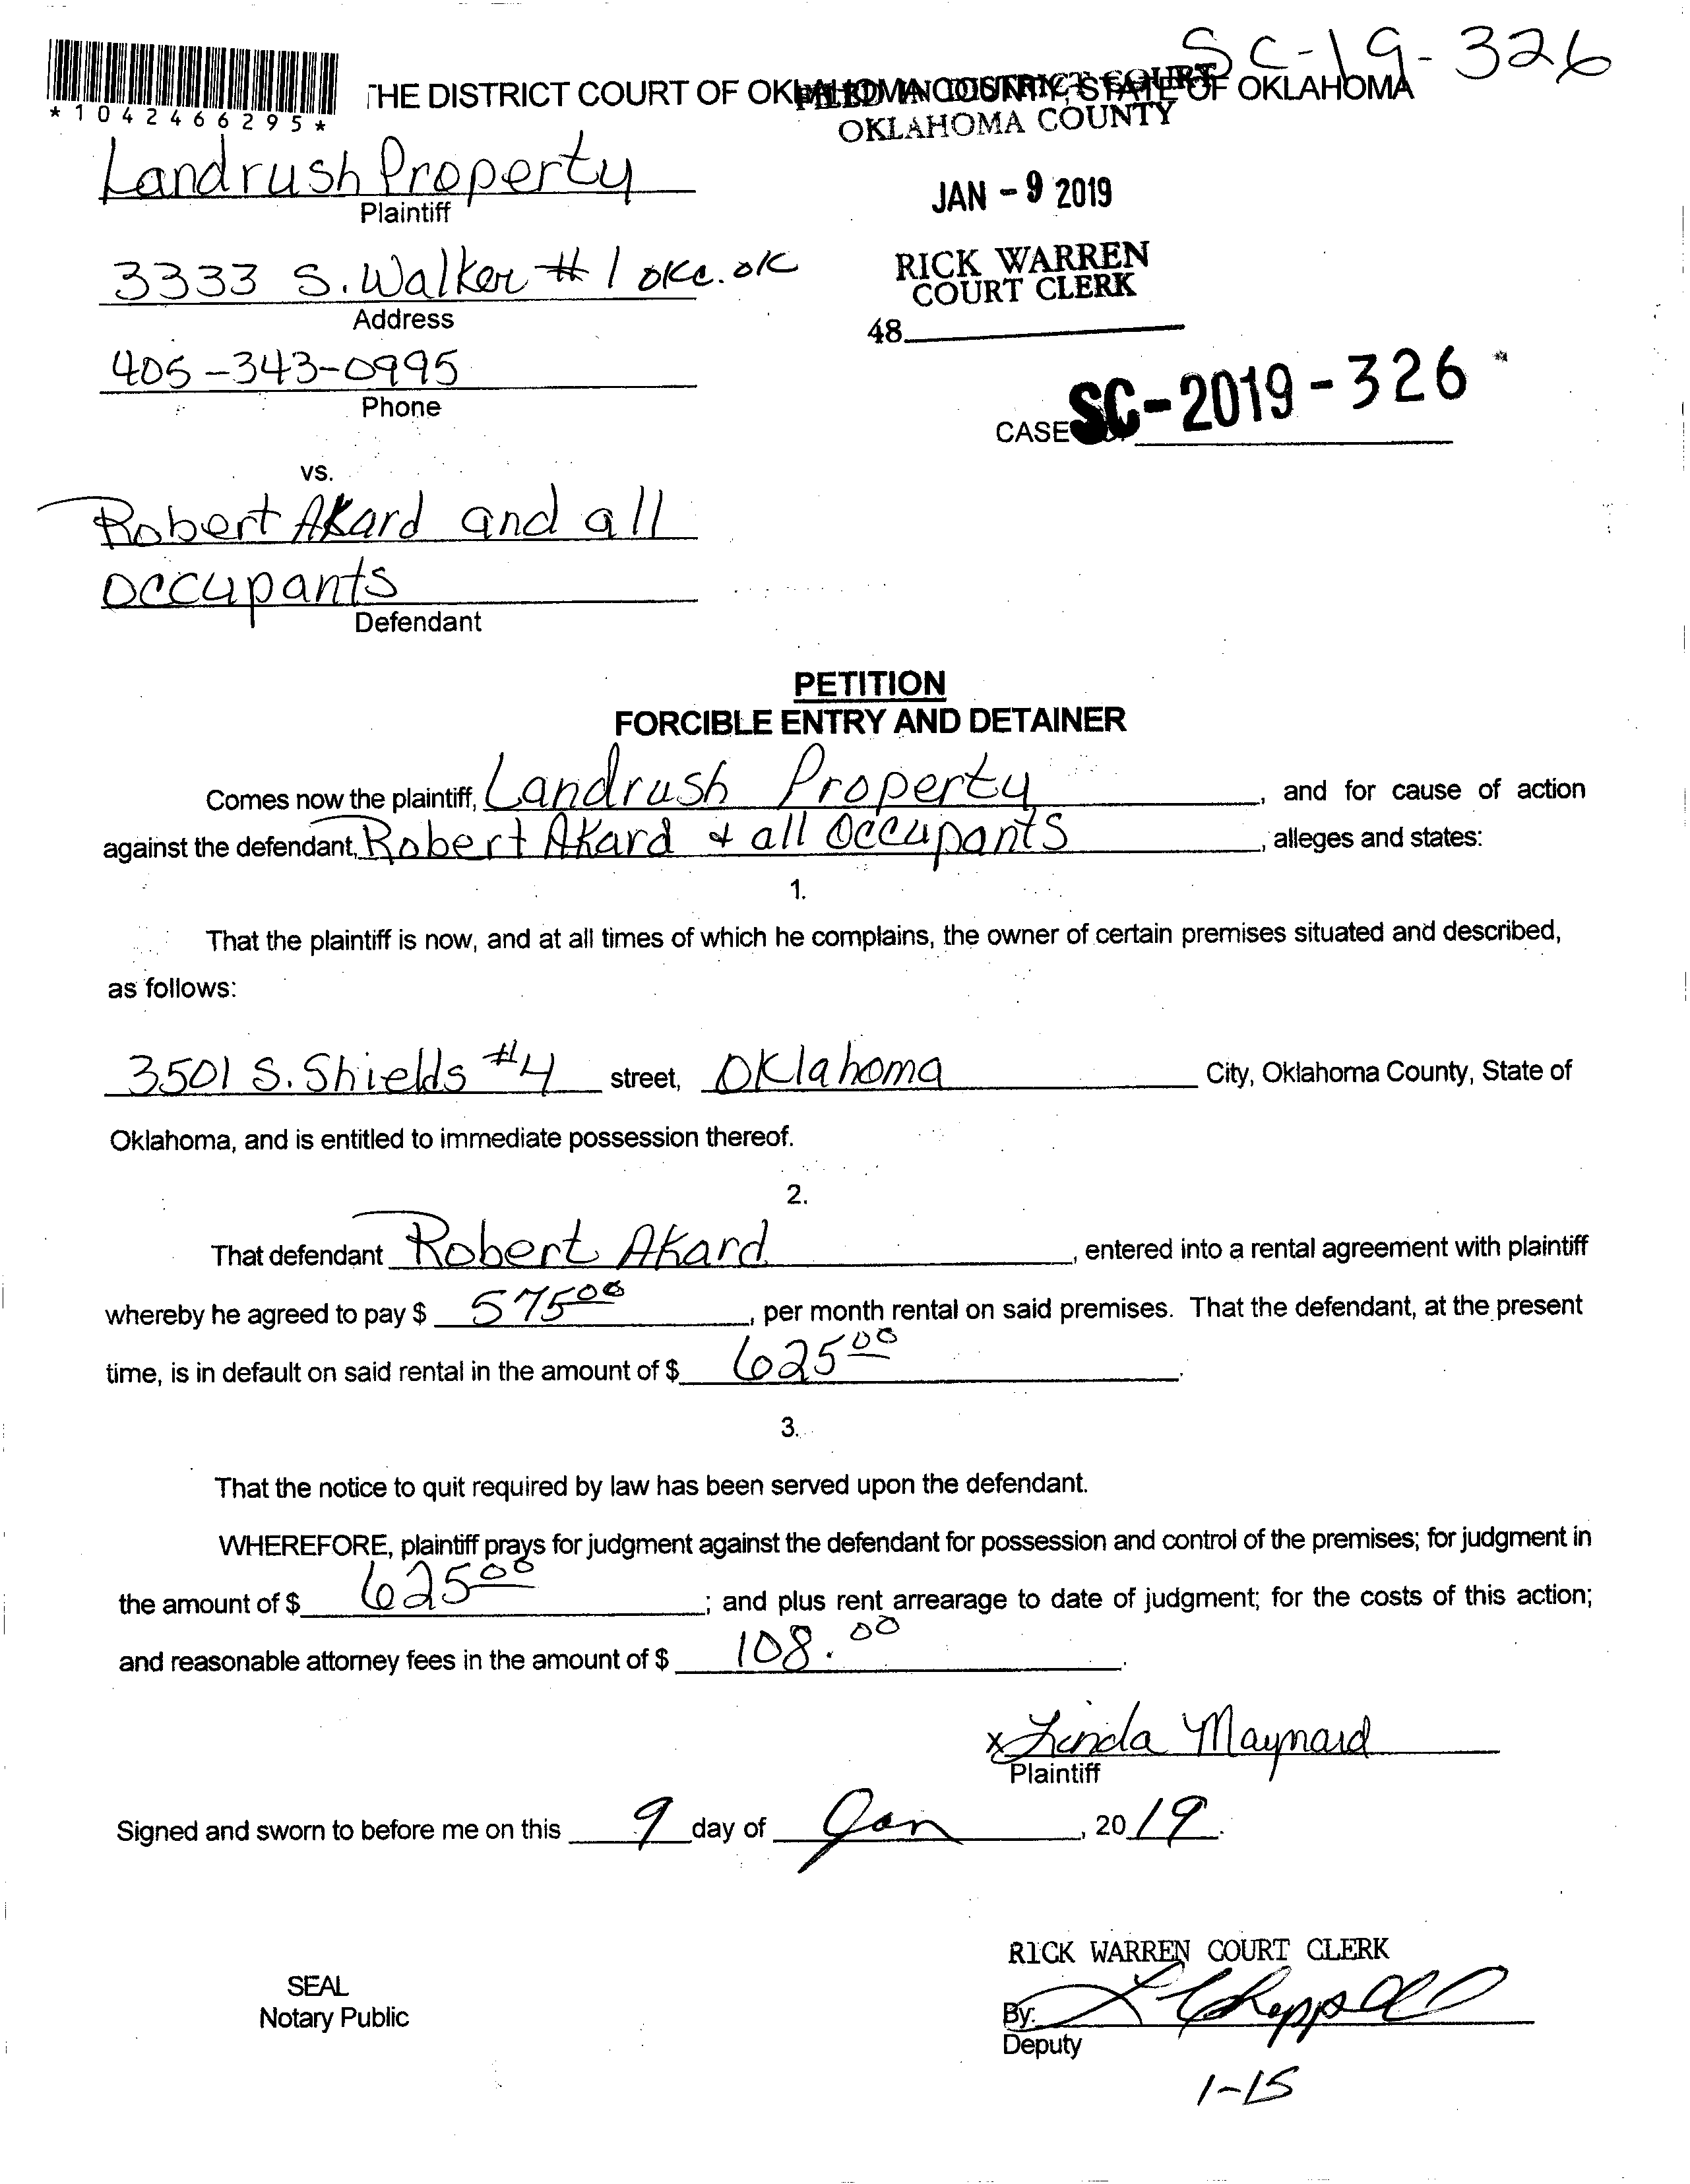 SC-19-326
*1042466295*
THE DISTRICT COURT OF OKLAHOMA COUNTY, STATE OF OKLAHOMA
FILED IN DISTRICT COURT
OKLAHOMA COUNTY
Landrush Property
Plaintiff
JAN - 9 2019
3333 S. Walker #1 OKC. OK
Address
RICK WARREN
COURT CLERK
48
405-343-0995
Phone
CASE SC-2019-326
vs.
Robert Akard and all
occupants
Defendant
PETITION
FORCIBLE ENTRY AND DETAINER
Comes now the plaintiff, Landrush Property, and for cause of action
against the defendant, Robert Akard + all Occupants, alleges and states:
1.
That the plaintiff is now, and at all times of which he complains, the owner of certain premises situated and described,
as follows:
3501 S. Shields #4 street, Oklahoma City, Oklahoma County, State of
Oklahoma, and is entitled to immediate possession thereof.
2.
That defendant Robert Akard, entered into a rental agreement with plaintiff
whereby he agreed to pay $ 575 00, per month rental on said premises. That the defendant, at the present
time, is in default on said rental in the amount of $ 625 00.
3.
That the notice to quit required by law has been served upon the defendant.
WHEREFORE, plaintiff prays for judgment against the defendant for possession and control of the premises; for judgment in
the amount of $ 625 00; and plus rent arrearage to date of judgment; for the costs of this action;
and reasonable attorney fees in the amount of $ 108.00.
x Linda Maynard
Plaintiff
Signed and sworn to before me on this 9 day of Jan, 2019.
RICK WARREN COURT CLERK
SEAL
Notary Public
By:
Deputy
1-15